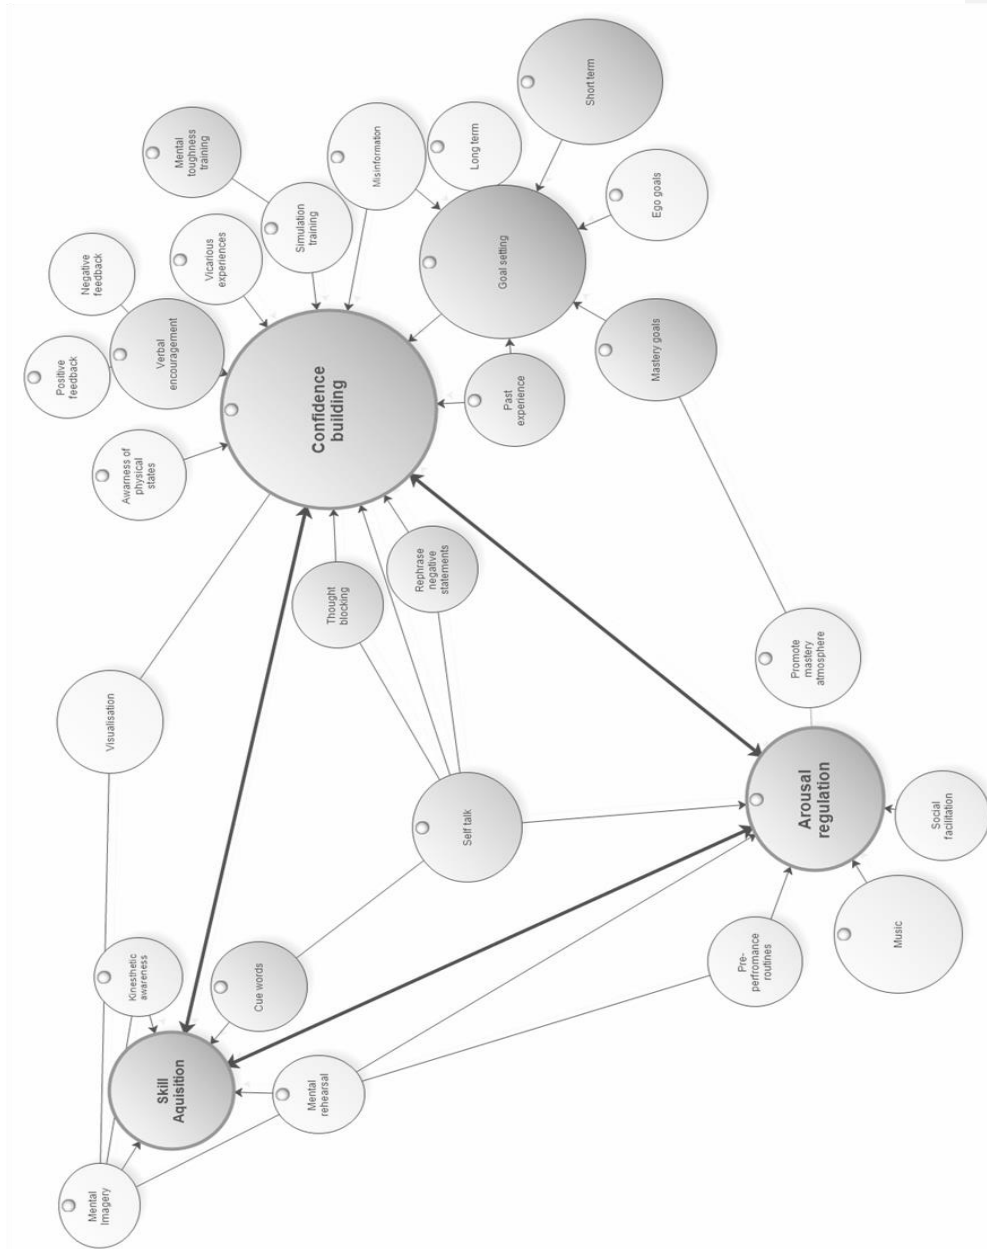 Short term
Mental
toughness
training
Misinformation
Long term
Ego goals
Simulation
training
Vicarious
experiences
Negative
feedback
Goal setting
Verbal
encouragement
Positive
feedback
Mastery goals
Confidence
building
Past
experience
Awarness of
physical
states
Rephrase
negative
statements
Thought
blocking
Promote
mastery
atmosphere
Visualisation
Arousal
regulation
Social
facilitation
Self talk
Music
Pre-
perfromance
routines
Kinesthetic
awareness
Cue words
Skill
Aquisition
Mental
rehearsal
Mental
Imagery